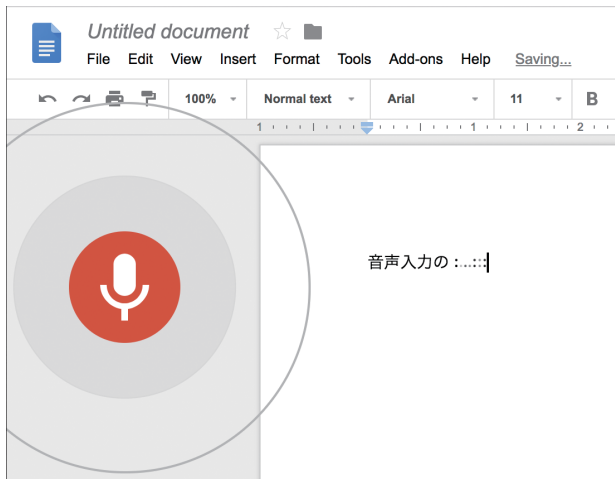 Untitled document
File Edit View Insert Format Tools Add-ons Help Saving...
100% Normal text Arial 11 B
1 1 2
音声入力の :...:::